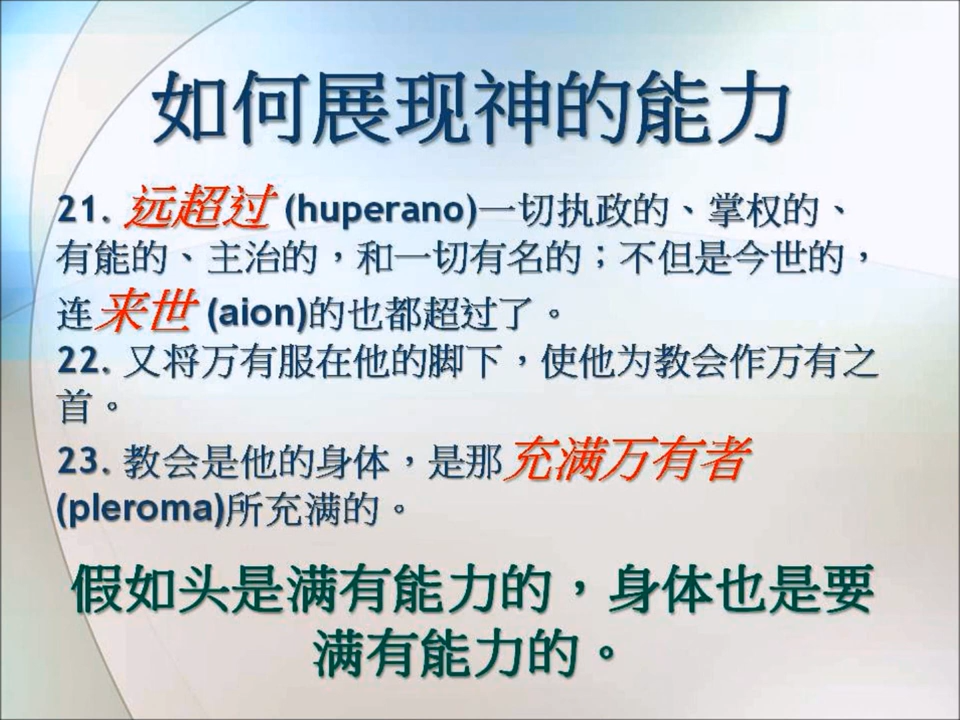 如何展现神的能力
21. 远超过 (huperano)一切执政的、掌权的、
有能的、主治的，和一切有名的；不但是今世的，
连来世 (aion)的也都超过了。
22. 又将万有服在他的脚下，使他为教会作万有之
首。
23. 教会是他的身体，是那充满万有者
(pleroma)所充满的。
假如头是满有能力的，身体也是要
满有能力的。